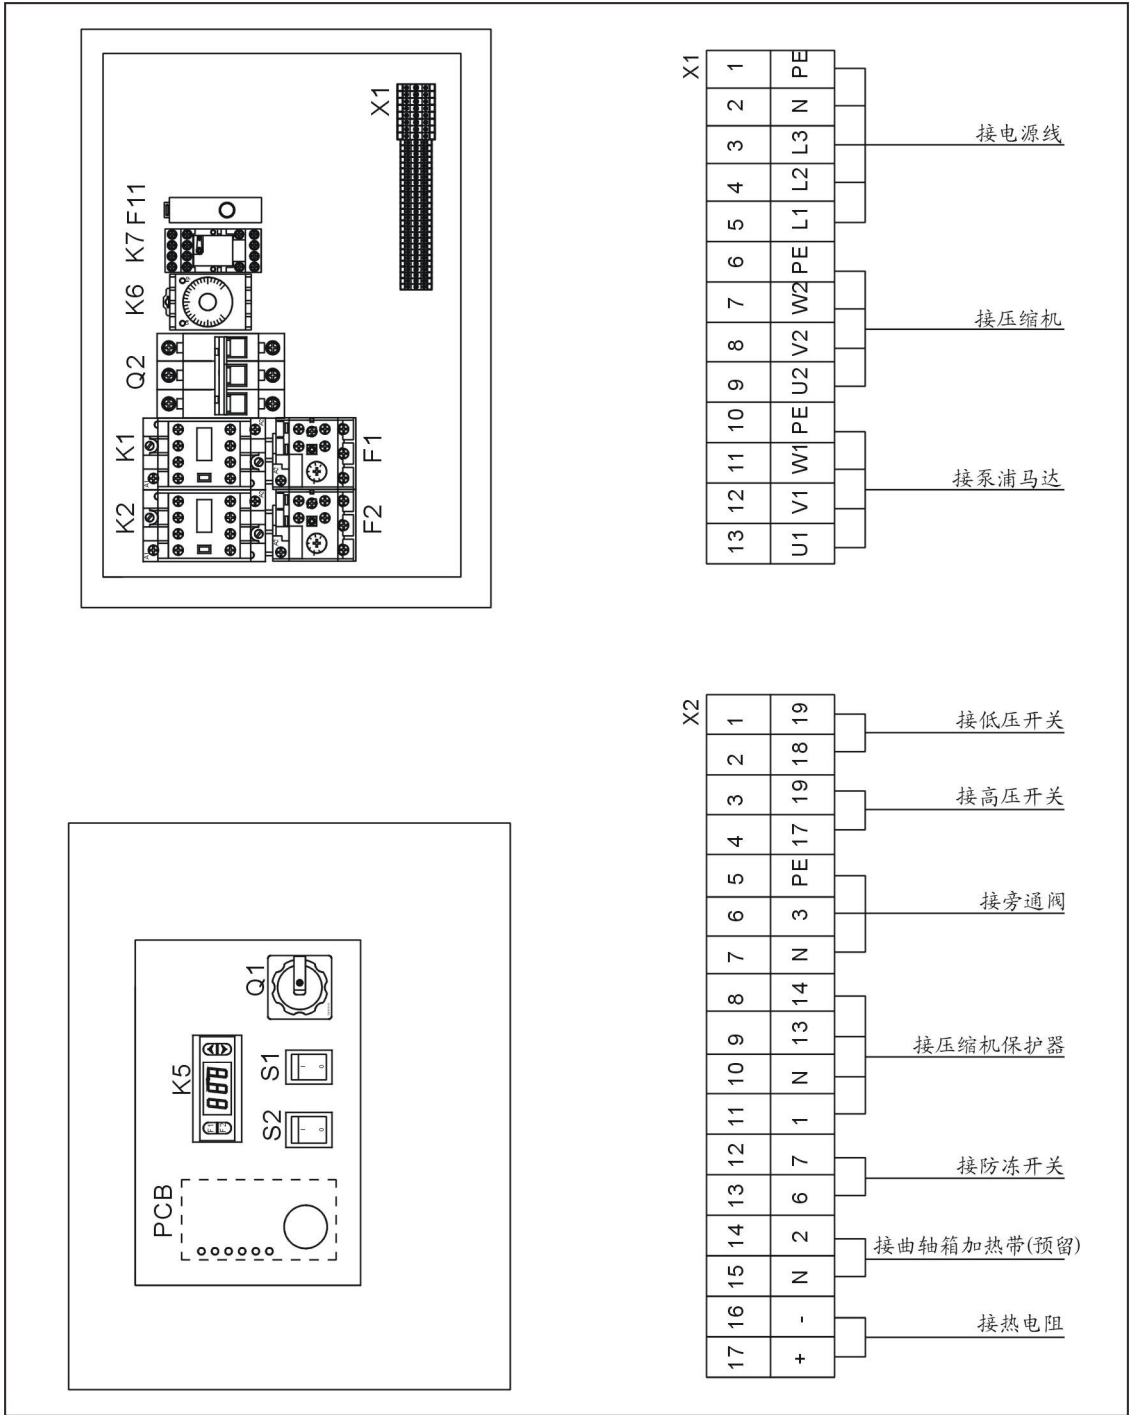 X1
K7 F11
K6
Q2
K1
F1
K2
F2
X1
1 PE
2 N
3 L3
4 L2
5 L1
6 PE
7 W2
8 V2
9 U2
10 PE
11 W1
12 V1
13 U1
接电源线
接压缩机
接泵浦马达
Q1
K5
888
F1
F2
S1
I O
S2
I O
PCB
X2
1 19
2 18
3 19
4 17
5 PE
6 3
7 N
8 14
9 13
10 N
11 1
12 7
13 6
14 2
15 N
16 -
17 +
接低压开关
接高压开关
接旁通阀
接压缩机保护器
接防冻开关
接曲轴箱加热带(预留)
接热电阻